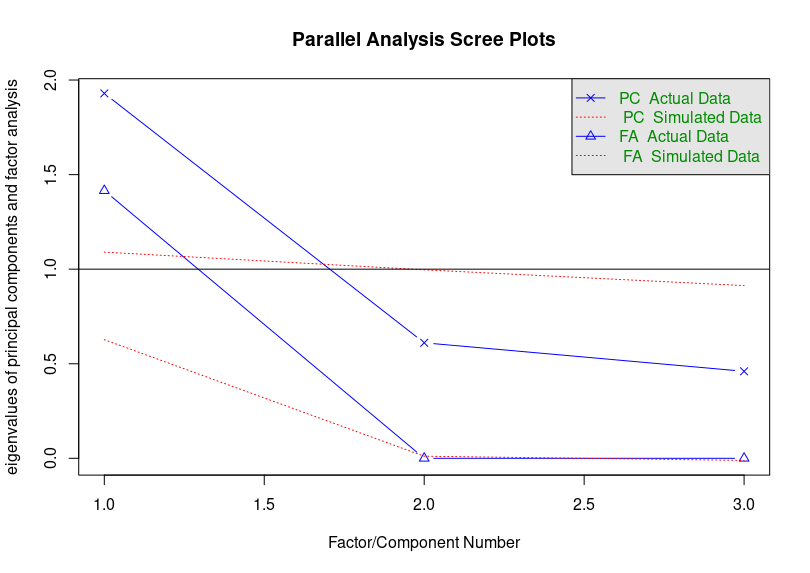 Parallel Analysis Scree Plots
eigenvalues of principal components and factor analysis
2.0
1.5
1.0
0.5
0.0
PC Actual Data
PC Simulated Data
FA Actual Data
FA Simulated Data
1.0 1.5 2.0 2.5 3.0
Factor/Component Number